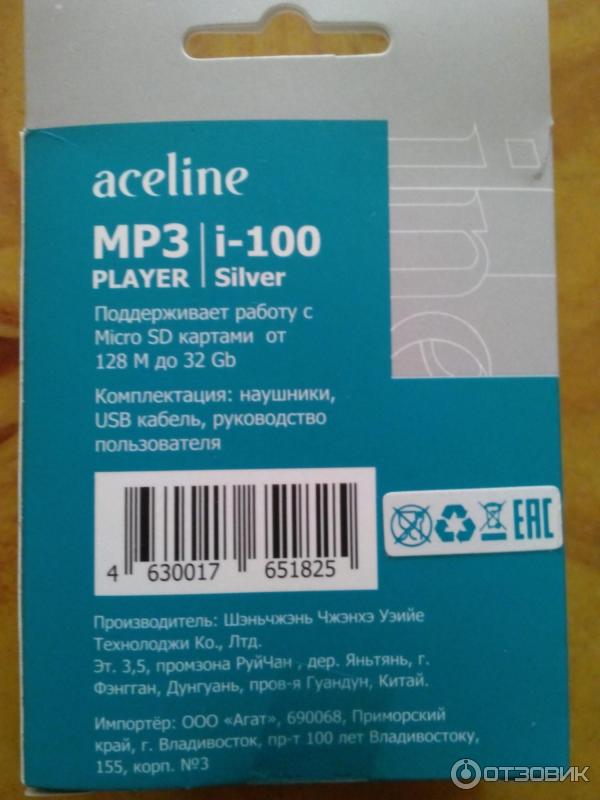 aceline
MP3 i-100
PLAYER Silver
Поддерживает работу с
Micro SD картами от
128 M до 32 Gb
Комплектация: наушники,
USB кабель, руководство
пользователя
4 630017 651825
EAC
Производитель: Шэньчжэнь Чжэнхэ Уэийе
Технолоджи Ко., Лтд.
Эт. 3,5, промзона РуйЧан , дер. Яньтянь, г.
Фэнгган, Дунгуань, пров-я Гуандун, Китай.
Импортёр: ООО «Агат», 690068, Приморский
край, г. Владивосток, пр-т 100 лет Владивостоку,
155, корп. №3
ОТЗОВИК